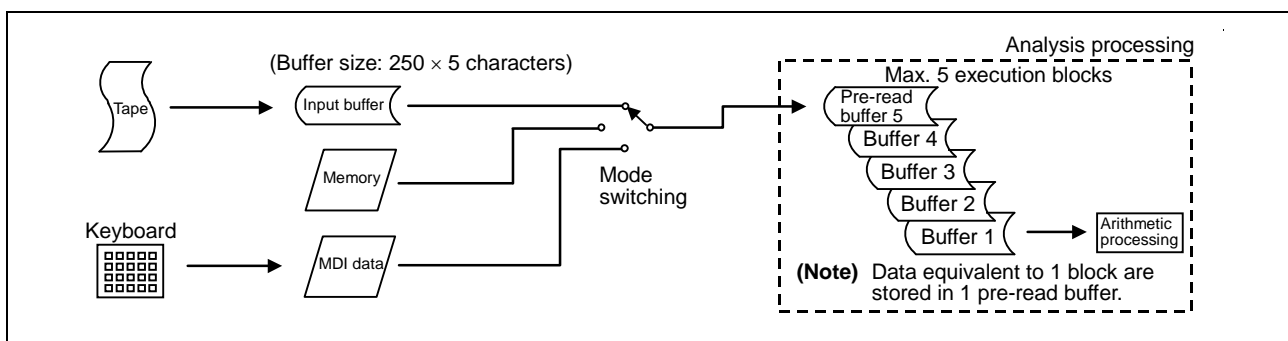 Analysis processing
(Buffer size: 250 × 5 characters)
Max. 5 execution blocks
Tape
Input buffer
Pre-read
buffer 5
Buffer 4
Memory
Mode
switching
Buffer 3
Buffer 2
Keyboard
Buffer 1
Arithmetic
processing
MDI data
(Note) Data equivalent to 1 block are
stored in 1 pre-read buffer.